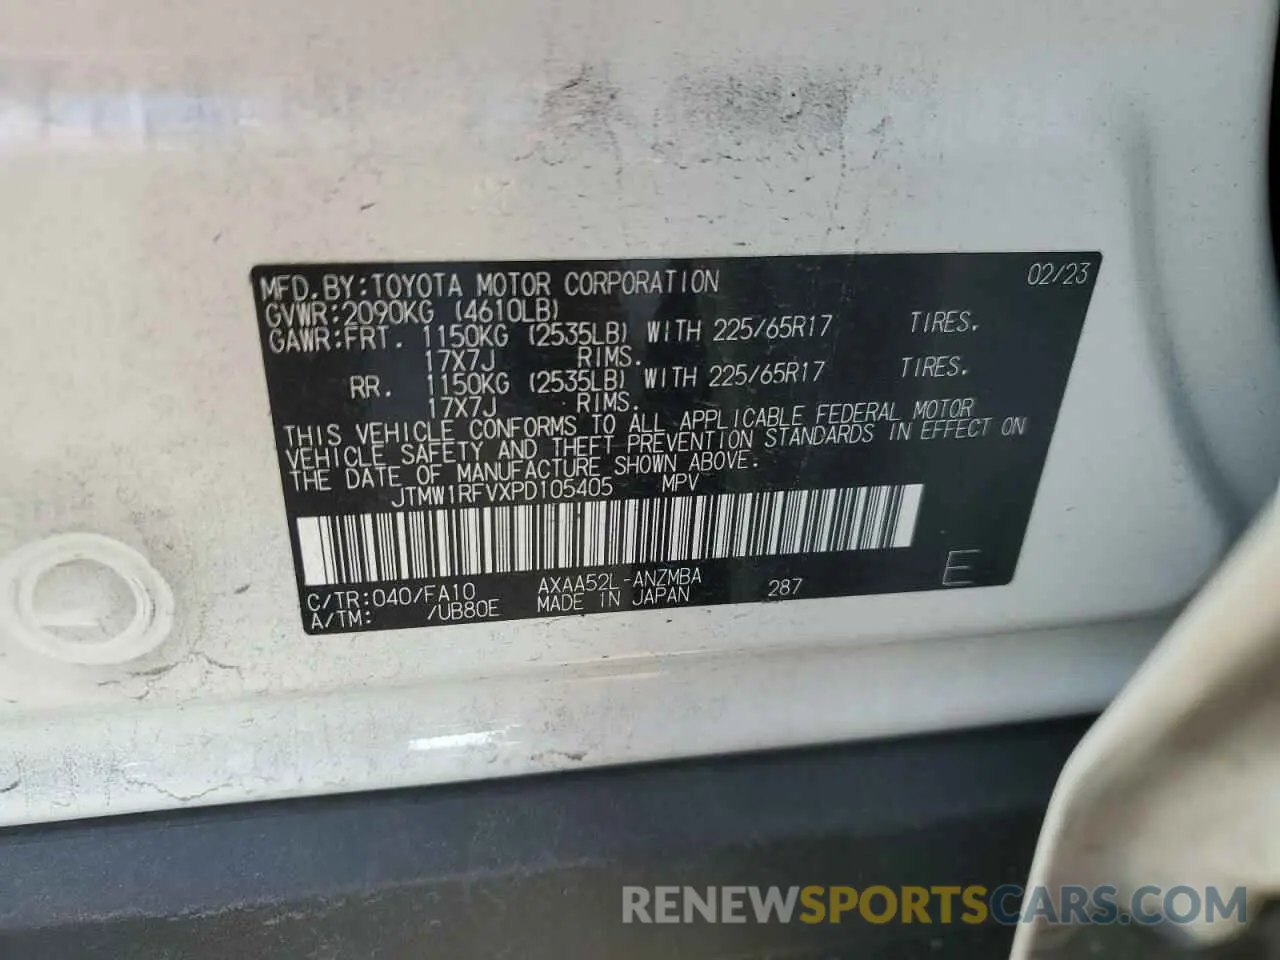 MFD. BY: TOYOTA MOTOR CORPORATION 02/23
GVWR: 2090KG (4610LB)
GAWR: FRT. 1150KG (2535LB) WITH 225/65R17 TIRES.
17X7J RIMS.
RR. 1150KG (2535LB) WITH 225/65R17 TIRES.
17X7J RIMS.
THIS VEHICLE CONFORMS TO ALL APPLICABLE FEDERAL MOTOR
VEHICLE SAFETY AND THEFT PREVENTION STANDARDS IN EFFECT ON
THE DATE OF MANUFACTURE SHOWN ABOVE.
JTMW1RFVXPD105405 MPV
C/TR: 040/FA10 AXAA52L-ANZMBA 287 E
A/TM: /UB80E MADE IN JAPAN
RENEWSPORTSCARS.COM